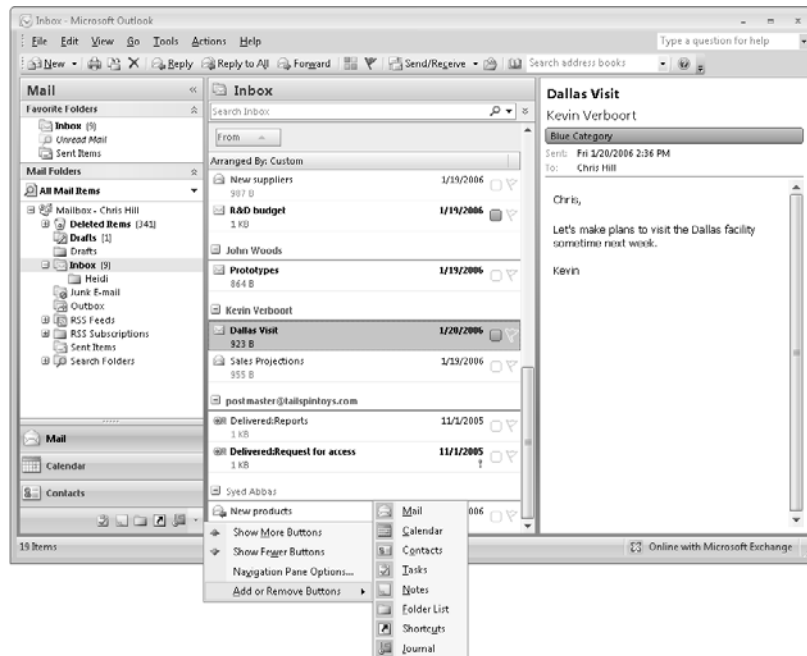 Inbox - Microsoft Outlook
File Edit View Go Tools Actions Help
Type a question for help
New Reply Reply to All Forward Send/Receive Search address books
Mail
Favorite Folders
Inbox (9)
Unread Mail
Sent Items
Mail Folders
All Mail Items
Mailbox - Chris Hill
Deleted Items (341)
Drafts [1]
Drafts
Inbox (9)
Heidi
Junk E-mail
Outbox
RSS Feeds
RSS Subscriptions
Sent Items
Search Folders
Mail
Calendar
Contacts
Inbox
Search Inbox
From
Arranged By: Custom
New suppliers 1/19/2006
907 B
R&D budget 1/19/2006
1 KB
John Woods
Prototypes 1/19/2006
864 B
Kevin Verboort
Dallas Visit 1/20/2006
923 B
Sales Projections 1/19/2006
955 B
postmaster@tailspintoys.com
Delivered:Reports 11/1/2005
1 KB
Delivered:Request for access 11/1/2005
1 KB
Syed Abbas
New products 006
Dallas Visit
Kevin Verboort
Blue Category
Sent: Fri 1/20/2006 2:36 PM
To: Chris Hill
Chris,
Let's make plans to visit the Dallas facility
sometime next week.
Kevin
Show More Buttons
Show Fewer Buttons
Navigation Pane Options...
Add or Remove Buttons
Mail
Calendar
Contacts
Tasks
Notes
Folder List
Shortcuts
Journal
19 Items
Online with Microsoft Exchange